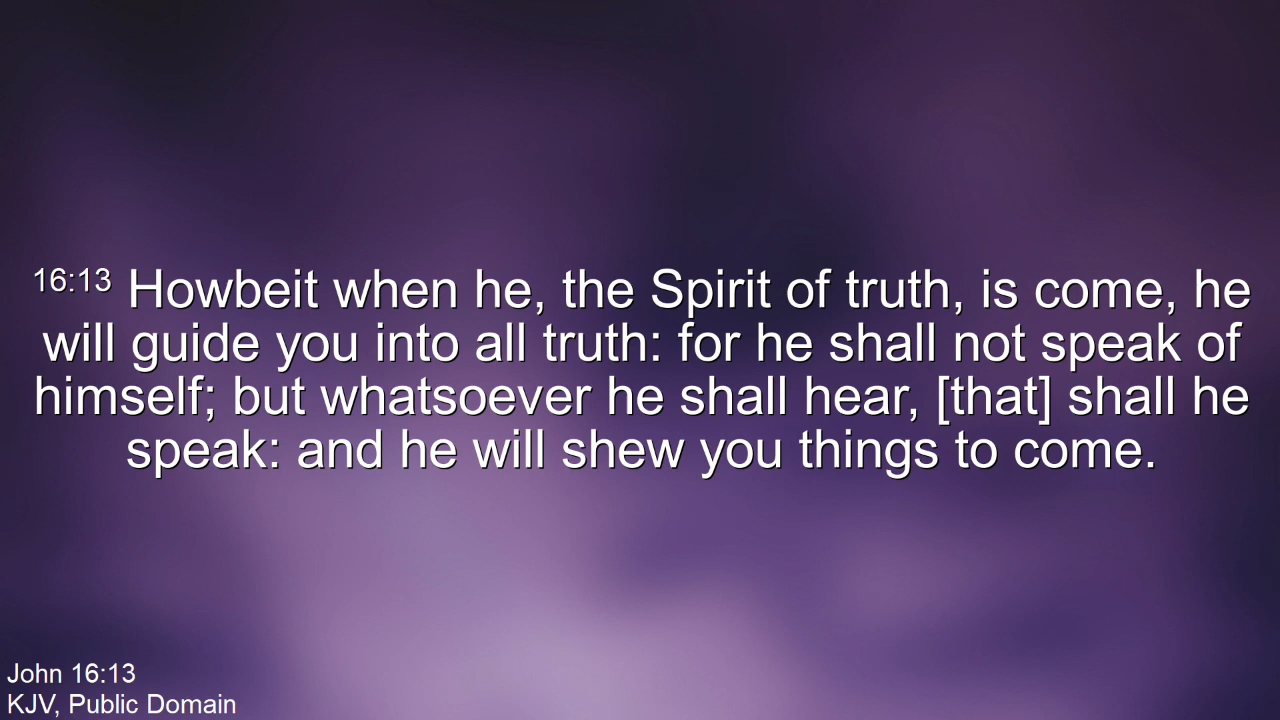 16:13 Howbeit when he, the Spirit of truth, is come, he
will guide you into all truth: for he shall not speak of
himself; but whatsoever he shall hear, [that] shall he
speak: and he will shew you things to come.
John 16:13
KJV, Public Domain